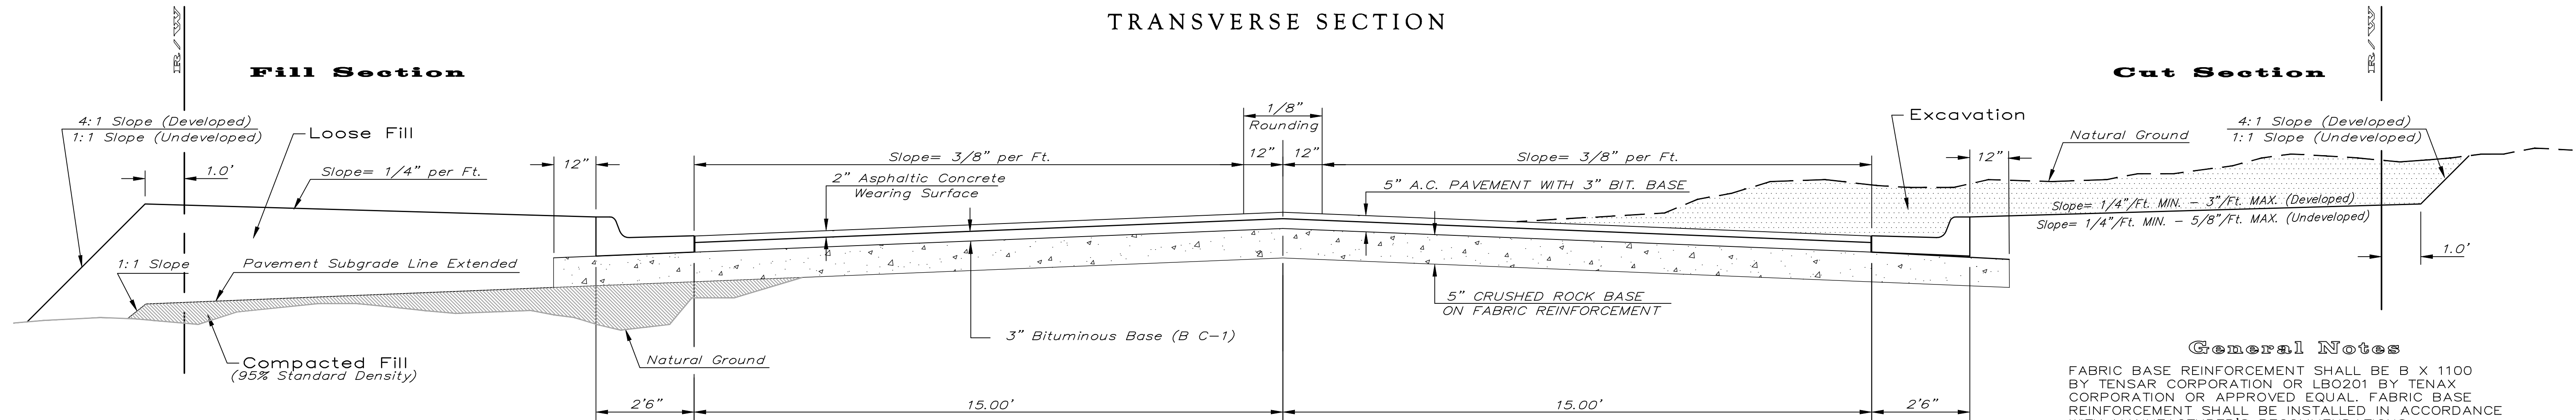 TRANSVERSE SECTION
R/W
R/W
Fill Section
Cut Section
4:1 Slope (Developed)
1:1 Slope (Undeveloped)
Loose Fill
1.0'
Slope= 1/4" per Ft.
12"
Slope= 3/8" per Ft.
1/8"
Rounding
12"
12"
Slope= 3/8" per Ft.
2" Asphaltic Concrete
Wearing Surface
5" A.C. PAVEMENT WITH 3" BIT. BASE
Excavation
Natural Ground
12"
4:1 Slope (Developed)
1:1 Slope (Undeveloped)
Slope= 1/4"/Ft. MIN. - 3"/Ft. MAX. (Developed)
Slope= 1/4"/Ft. MIN. - 5/8"/Ft. MAX. (Undeveloped)
1.0'
1:1 Slope
Pavement Subgrade Line Extended
5" CRUSHED ROCK BASE
ON FABRIC REINFORCEMENT
3" Bituminous Base (B C-1)
Compacted Fill
(95% Standard Density)
Natural Ground
2'6"
15.00'
15.00'
2'6"
General Notes
FABRIC BASE REINFORCEMENT SHALL BE B X 1100
BY TENSAR CORPORATION OR LBO201 BY TENAX
CORPORATION OR APPROVED EQUAL. FABRIC BASE
REINFORCEMENT SHALL BE INSTALLED IN ACCORDANCE